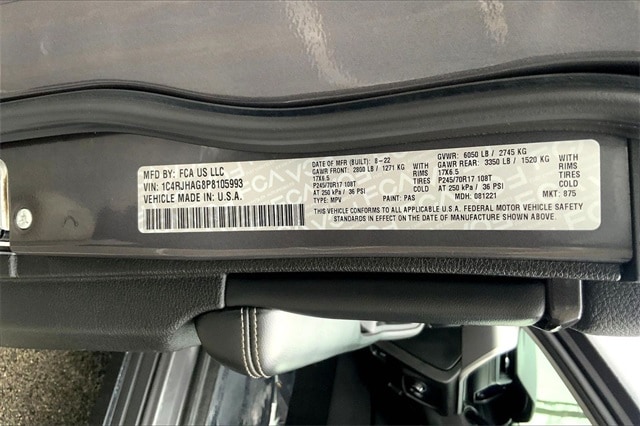 MFD BY: FCA US LLC
VIN: 1C4RJHAG8P8105993
VEHICLE MADE IN U.S.A.
DATE OF MFR (BUILT): 8-22
GAWR FRONT: 2800 LB / 1271 KG
WITH
17X6.5 RIMS
TIRES
P245/70R17 108T
AT 250 kPa / 36 PSI
TYPE: MPV
PAINT: PAS
GVWR: 6050 LB / 2745 KG
GAWR REAR: 3350 LB / 1520 KG
WITH
17X6.5 RIMS
TIRES
P245/70R17 108T
AT 250 kPa / 36 PSI
MDH: 081221
MKT: 875
THIS VEHICLE CONFORMS TO ALL APPLICABLE U.S.A. FEDERAL MOTOR VEHICLE SAFETY
STANDARDS IN EFFECT ON THE DATE OF MANUFACTURE SHOWN ABOVE.